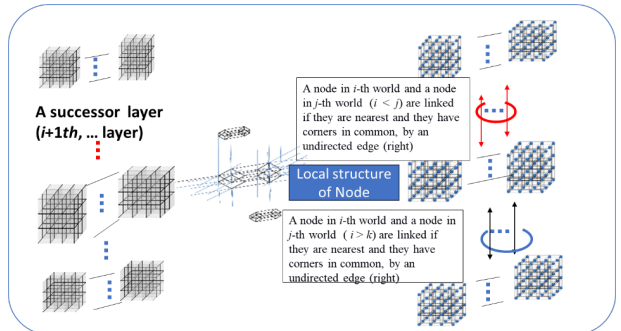 A successor layer
(i+1th, ... layer)
A node in i-th world and a node
in j-th world (i < j) are linked
if they are nearest and they have
corners in common, by an
undirected edge (right)
Local structure
of Node
A node in i-th world and a node in
j-th world ( i > k) are linked if
they are nearest and they have
corners in common, by an
undirected edge (right)